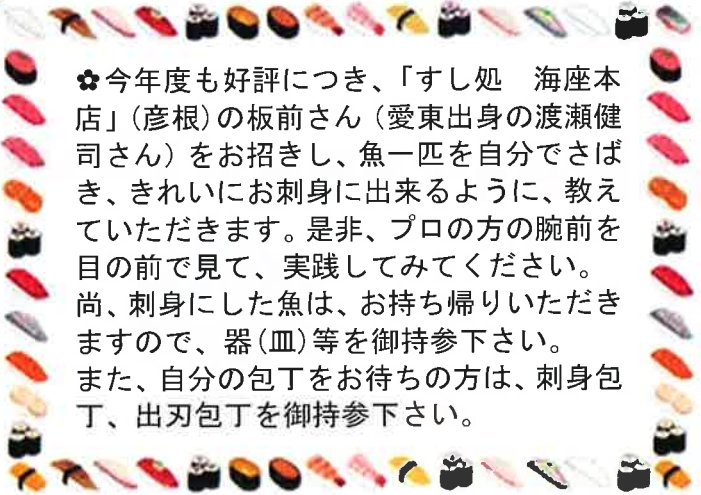 ✿今年度も好評につき、「すし処　海座本
店」(彦根)の板前さん(愛東出身の渡瀬健
司さん)をお招きし、魚一匹を自分でさば
き、きれいにお刺身に出来るように、教え
ていただきます。是非、プロの方の腕前を
目の前で見て、実践してみてください。
尚、刺身にした魚は、お持ち帰りいただき
ますので、器(皿)等を御持参下さい。
また、自分の包丁をお待ちの方は、刺身包
丁、出刃包丁を御持参下さい。